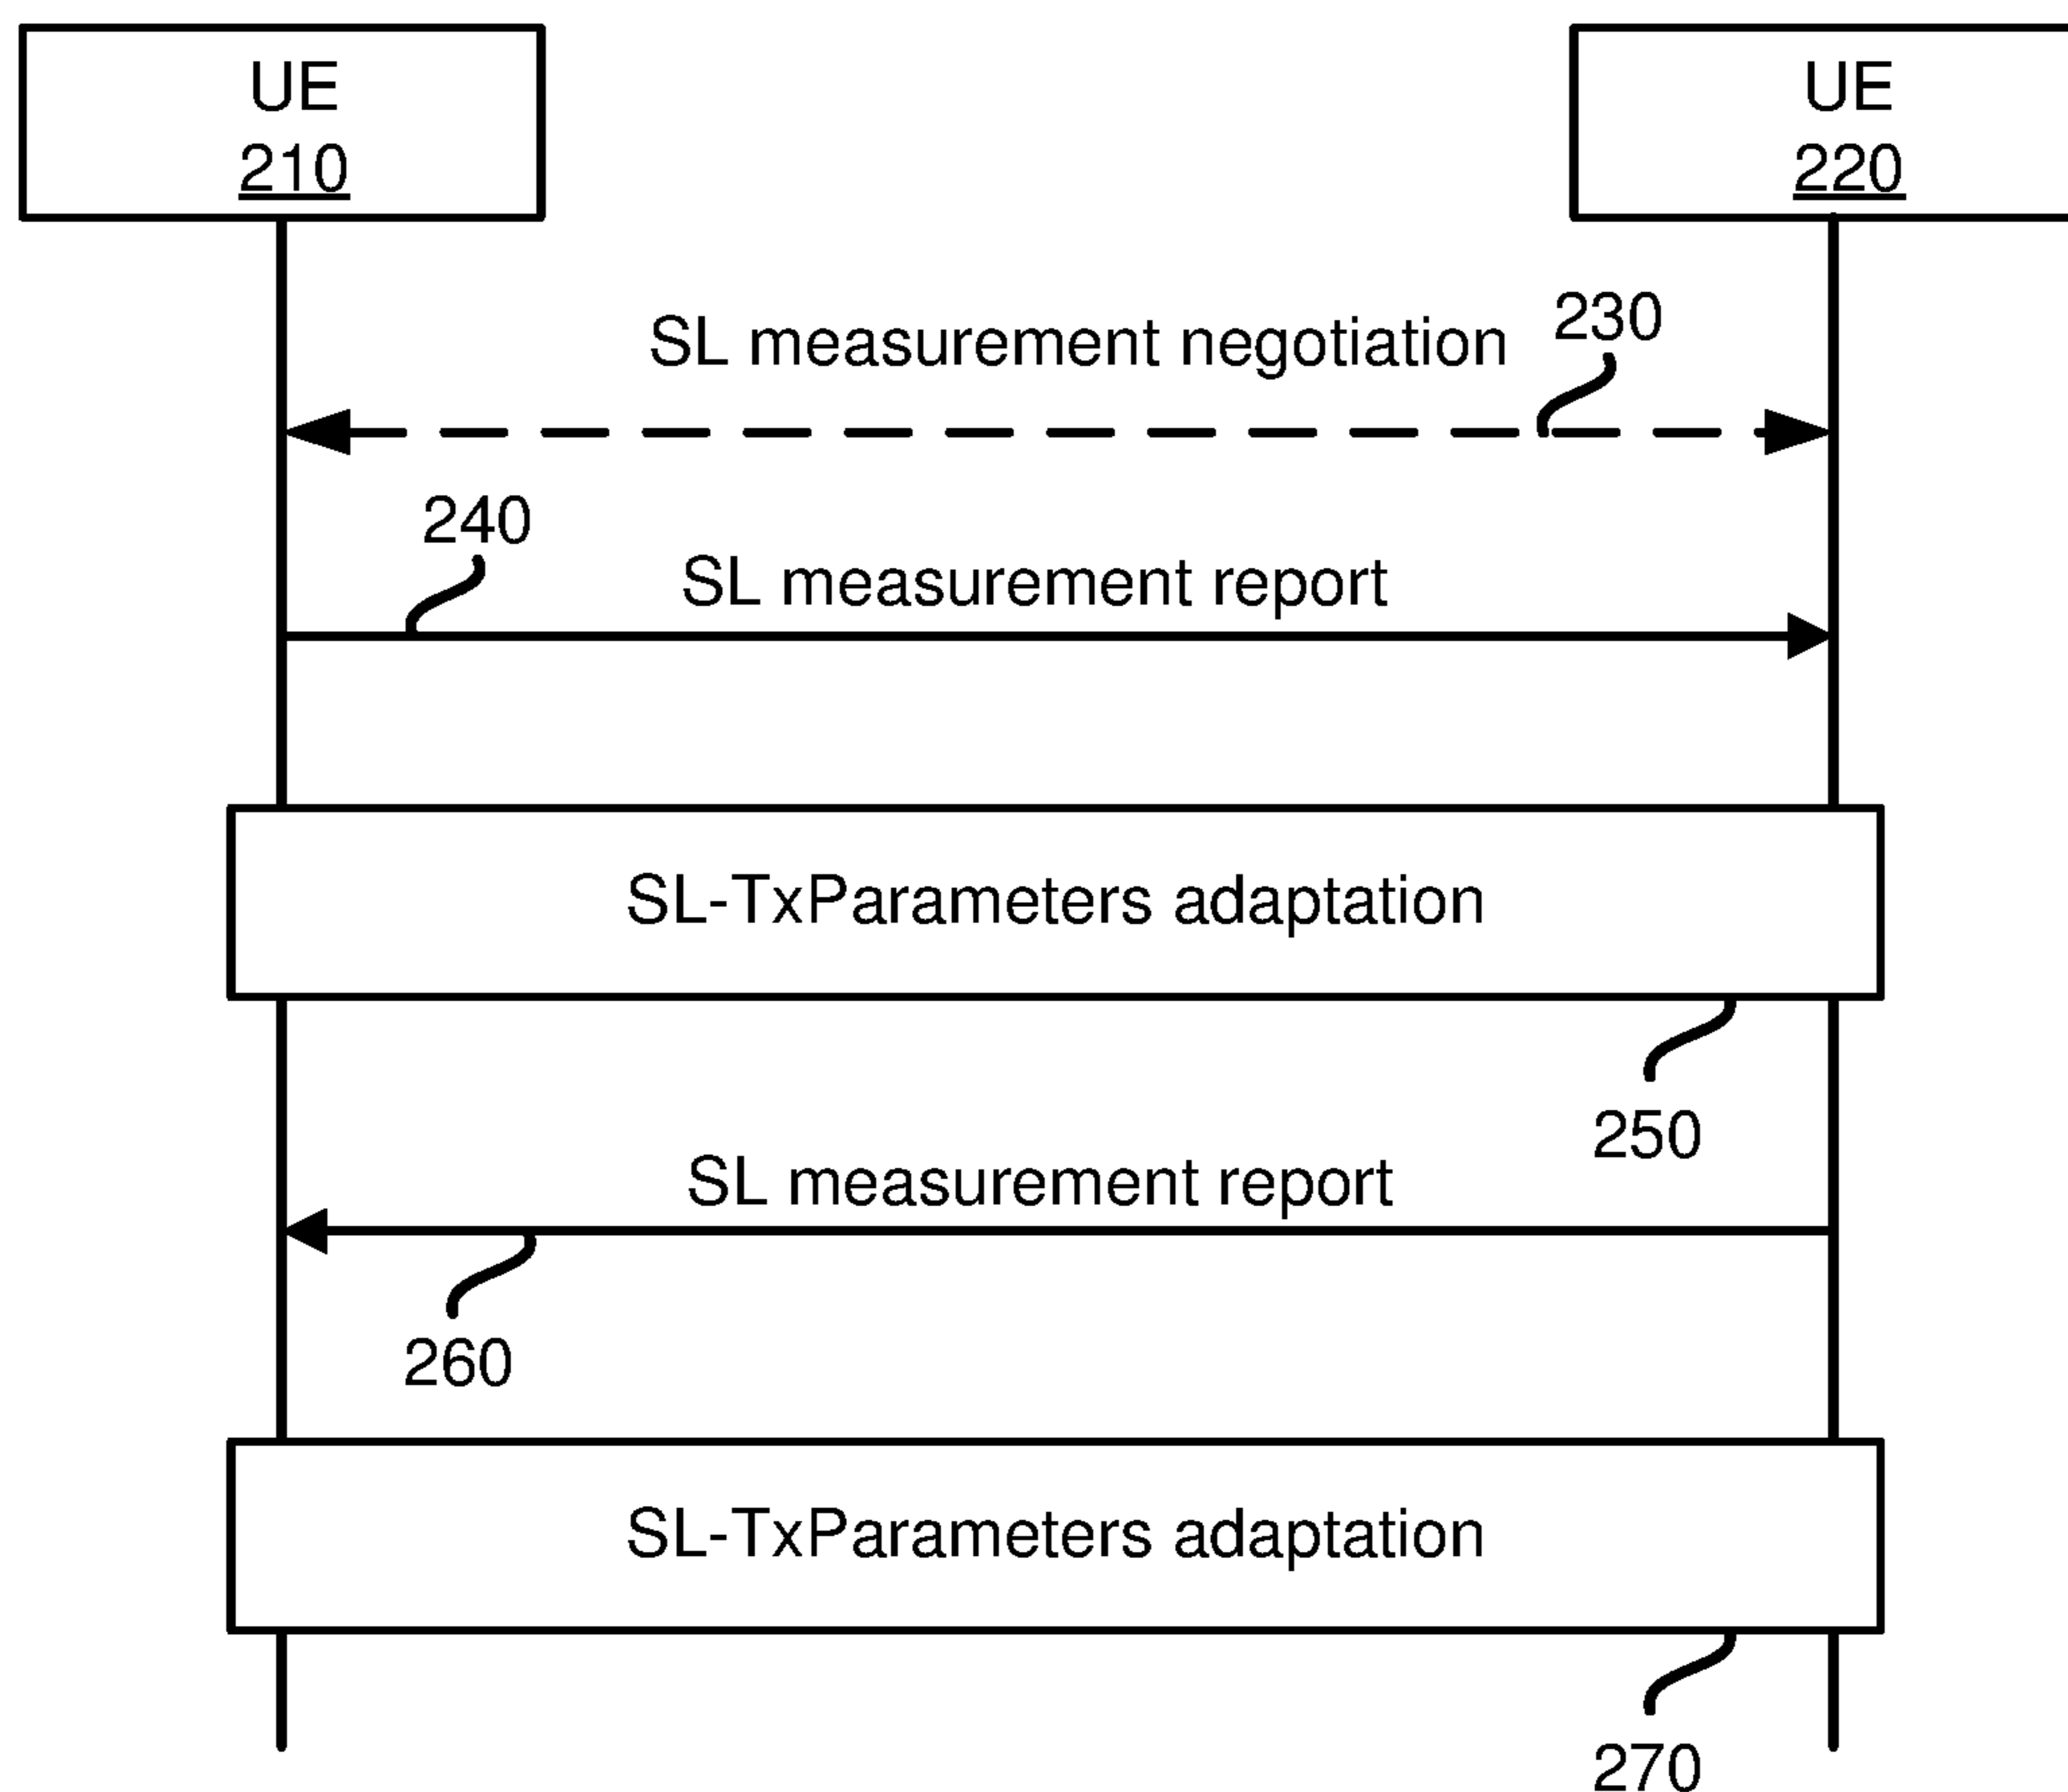 UE
210
UE
220
SL measurement negotiation
230
240
SL measurement report
SL-TxParameters adaptation
250
SL measurement report
260
SL-TxParameters adaptation
270